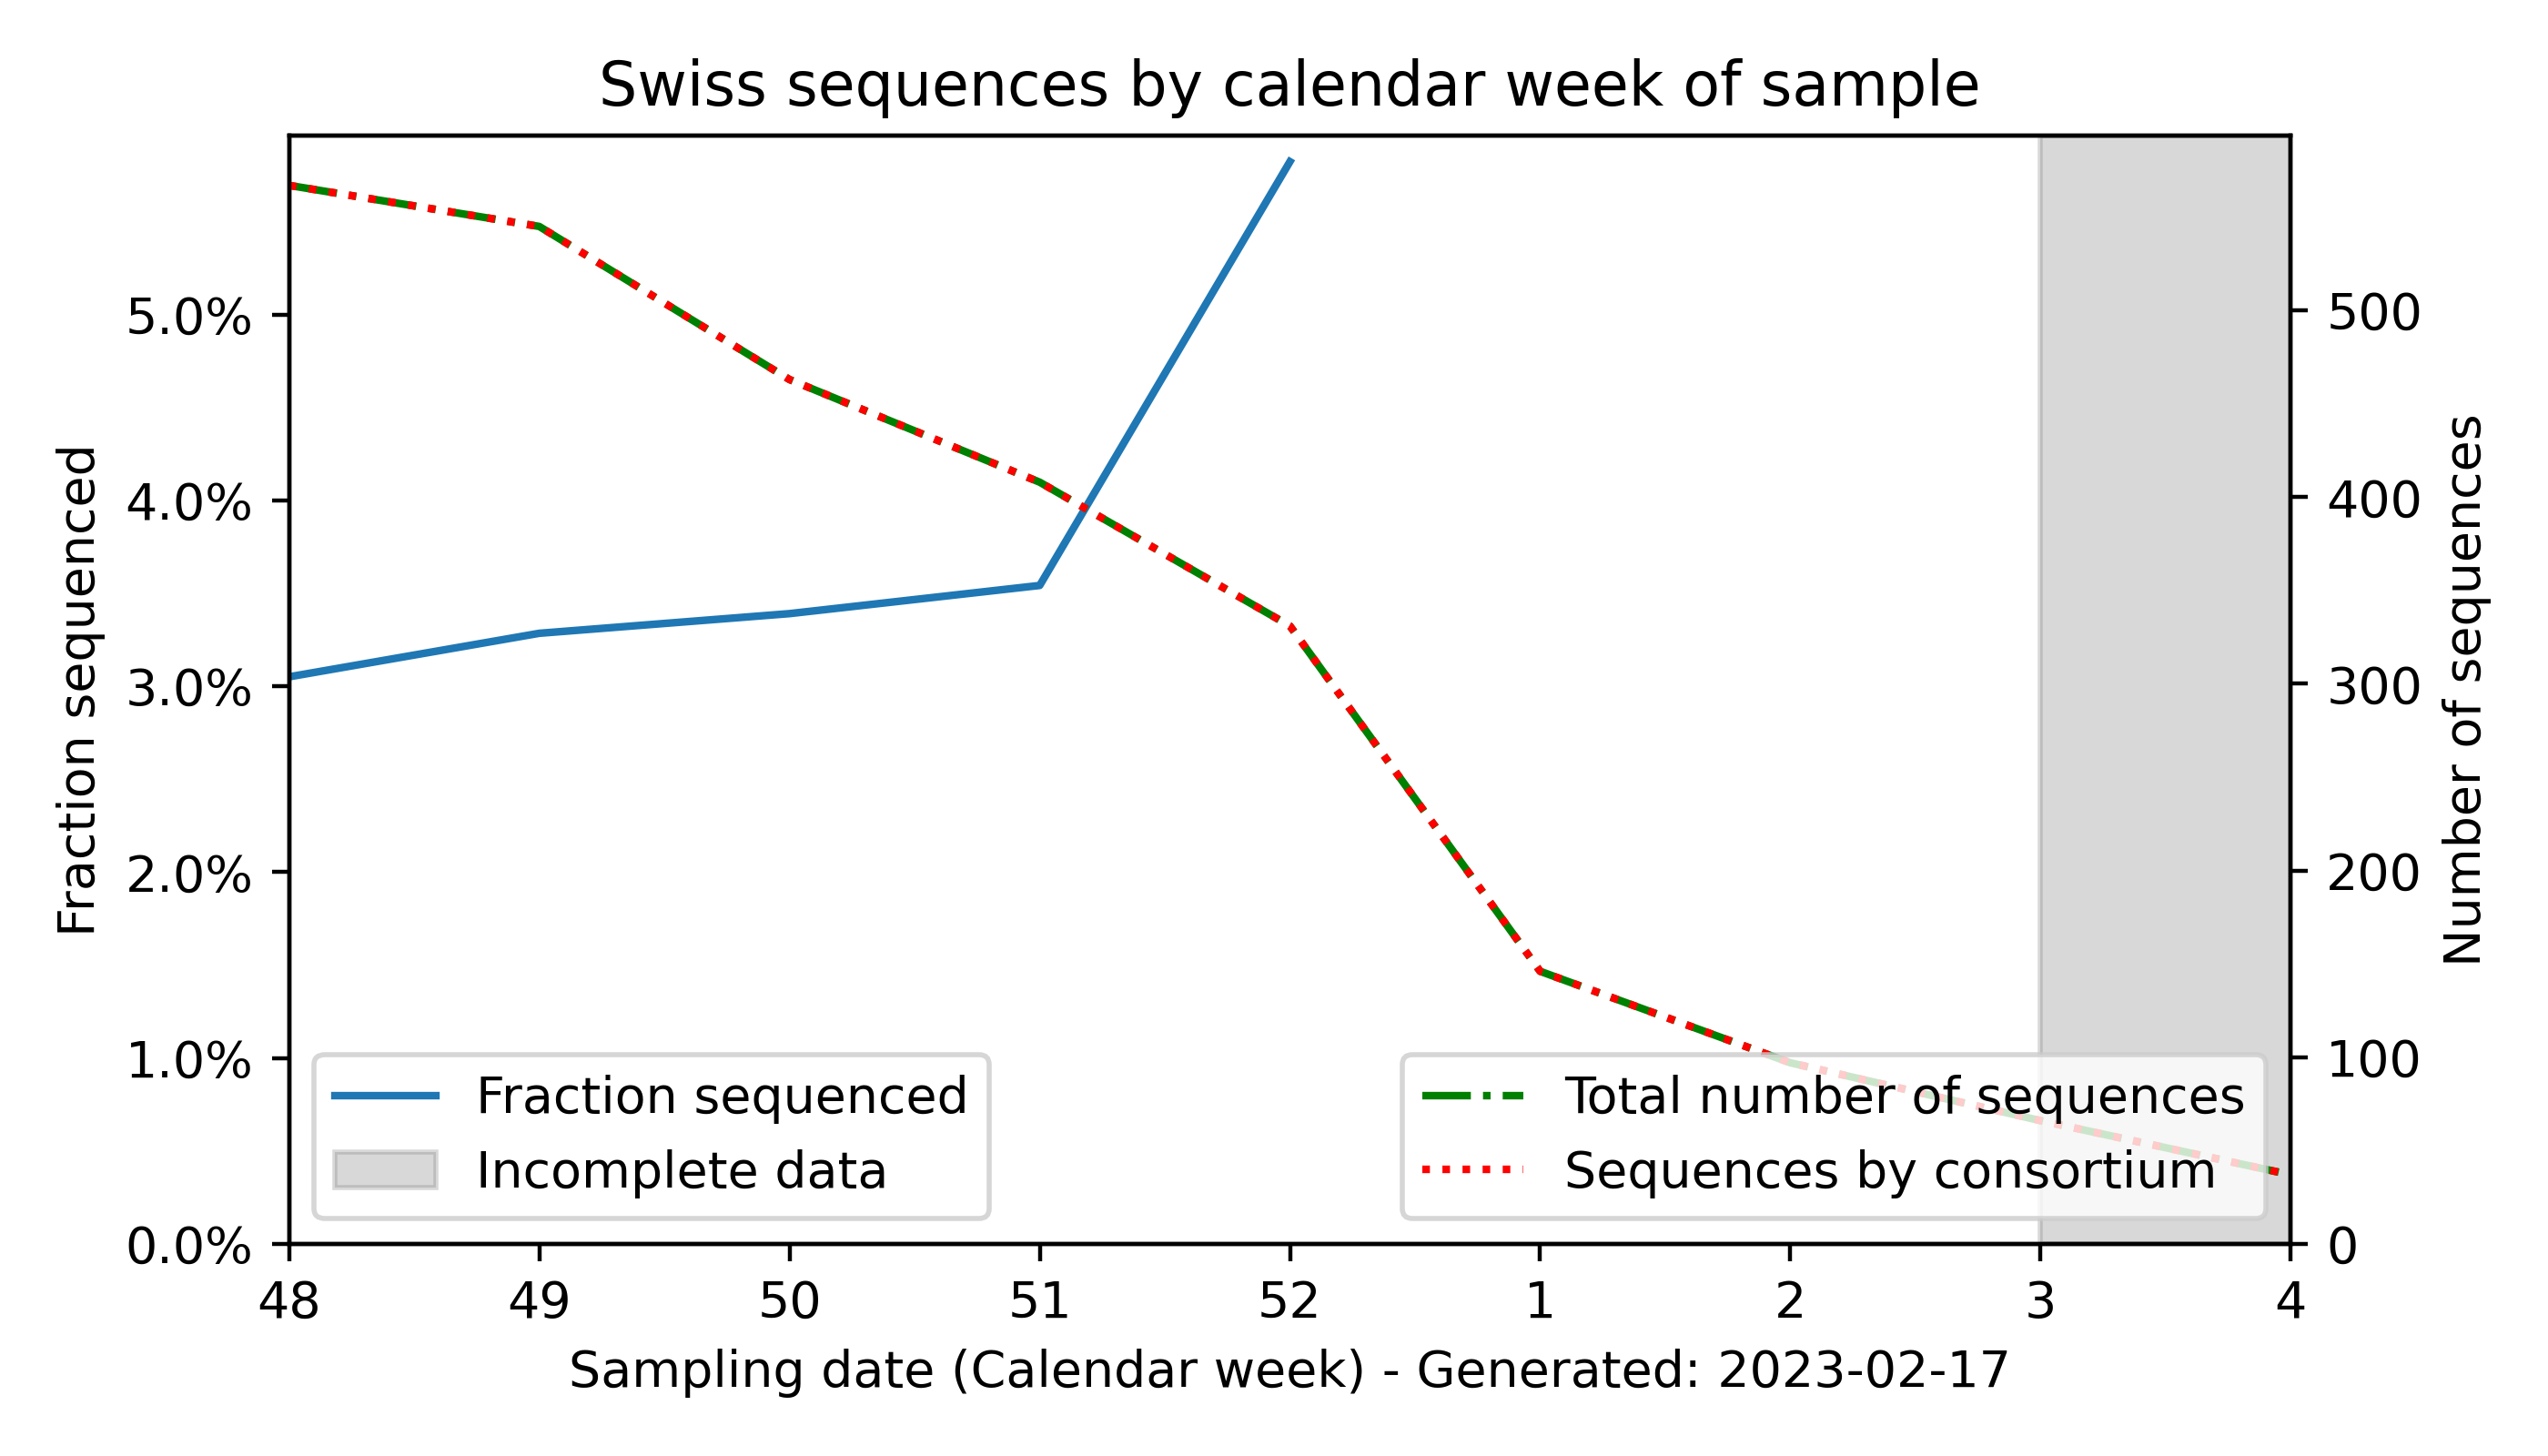 Swiss sequences by calendar week of sample
Fraction sequenced
5.0%
4.0%
3.0%
2.0%
1.0%
0.0%
500
400
300
200
100
0
Number of sequences
Fraction sequenced
Incomplete data
Total number of sequences
Sequences by consortium
48 49 50 51 52 1 2 3 4
Sampling date (Calendar week) - Generated: 2023-02-17